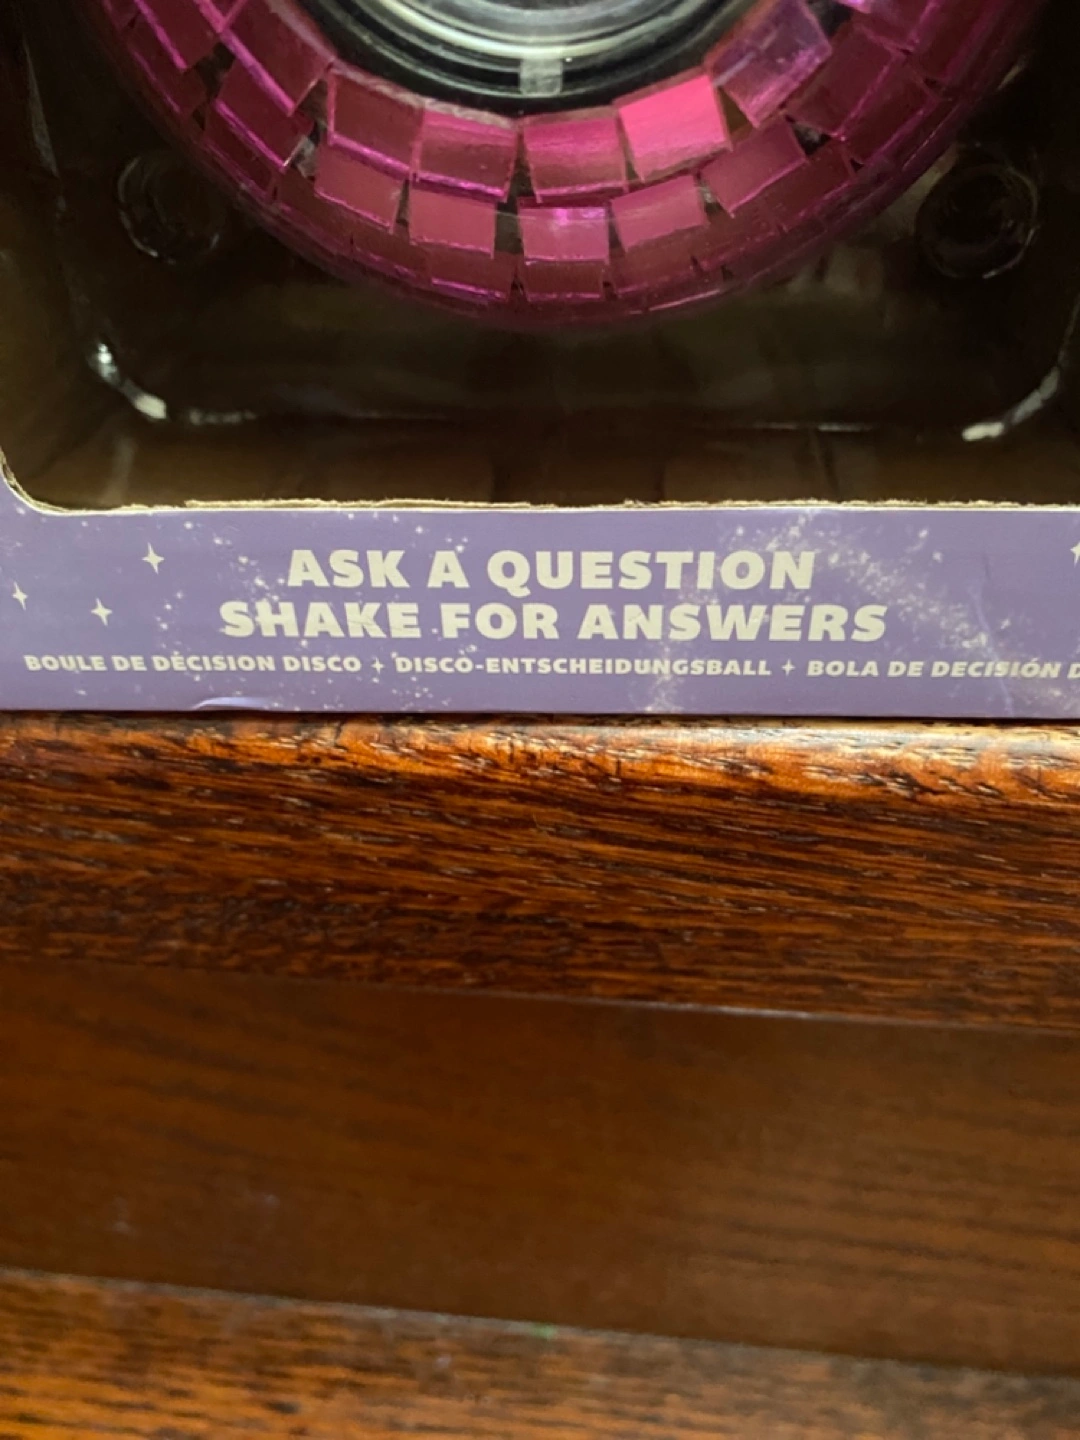 ASK A QUESTION
SHAKE FOR ANSWERS
BOULE DE DÉCISION DISCO + DISCO-ENTSCHEIDUNGSBALL + BOLA DE DECISIÓN